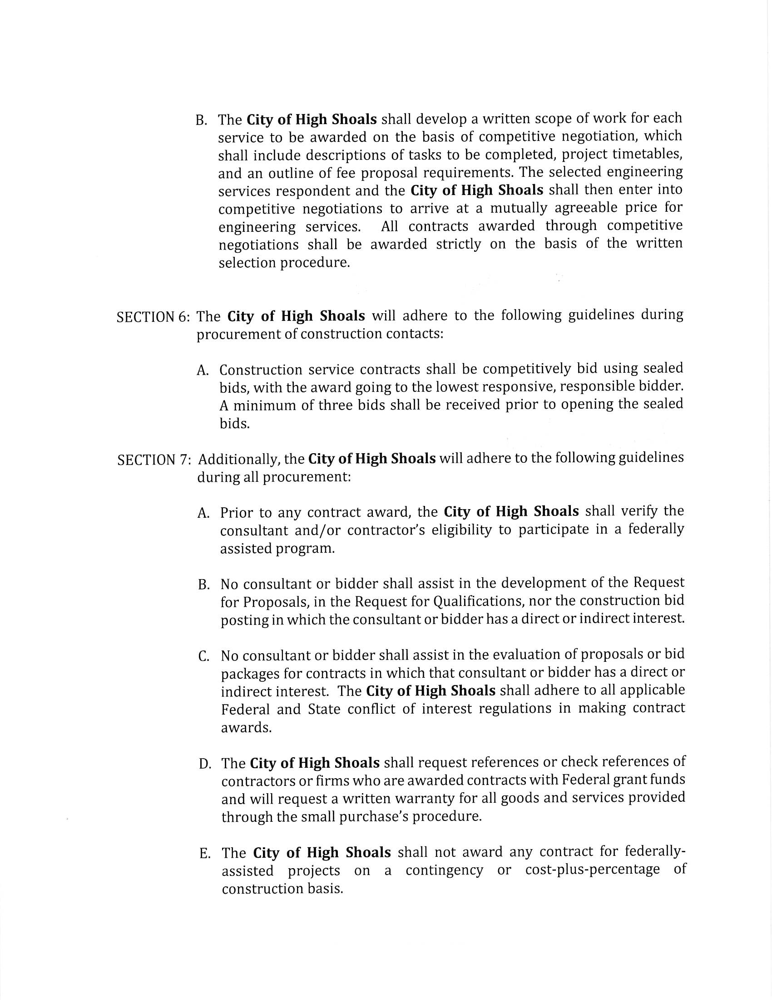 B. The City of High Shoals shall develop a written scope of work for each
service to be awarded on the basis of competitive negotiation, which
shall include descriptions of tasks to be completed, project timetables,
and an outline of fee proposal requirements. The selected engineering
services respondent and the City of High Shoals shall then enter into
competitive negotiations to arrive at a mutually agreeable price for
engineering services. All contracts awarded through competitive
negotiations shall be awarded strictly on the basis of the written
selection procedure.
SECTION 6: The City of High Shoals will adhere to the following guidelines during
procurement of construction contacts:
A. Construction service contracts shall be competitively bid using sealed
bids, with the award going to the lowest responsive, responsible bidder.
A minimum of three bids shall be received prior to opening the sealed
bids.
SECTION 7: Additionally, the City of High Shoals will adhere to the following guidelines
during all procurement:
A. Prior to any contract award, the City of High Shoals shall verify the
consultant and/or contractor's eligibility to participate in a federally
assisted program.
B. No consultant or bidder shall assist in the development of the Request
for Proposals, in the Request for Qualifications, nor the construction bid
posting in which the consultant or bidder has a direct or indirect interest.
C. No consultant or bidder shall assist in the evaluation of proposals or bid
packages for contracts in which that consultant or bidder has a direct or
indirect interest. The City of High Shoals shall adhere to all applicable
Federal and State conflict of interest regulations in making contract
awards.
D. The City of High Shoals shall request references or check references of
contractors or firms who are awarded contracts with Federal grant funds
and will request a written warranty for all goods and services provided
through the small purchase's procedure.
E. The City of High Shoals shall not award any contract for federally-
assisted projects on a contingency or cost-plus-percentage of
construction basis.